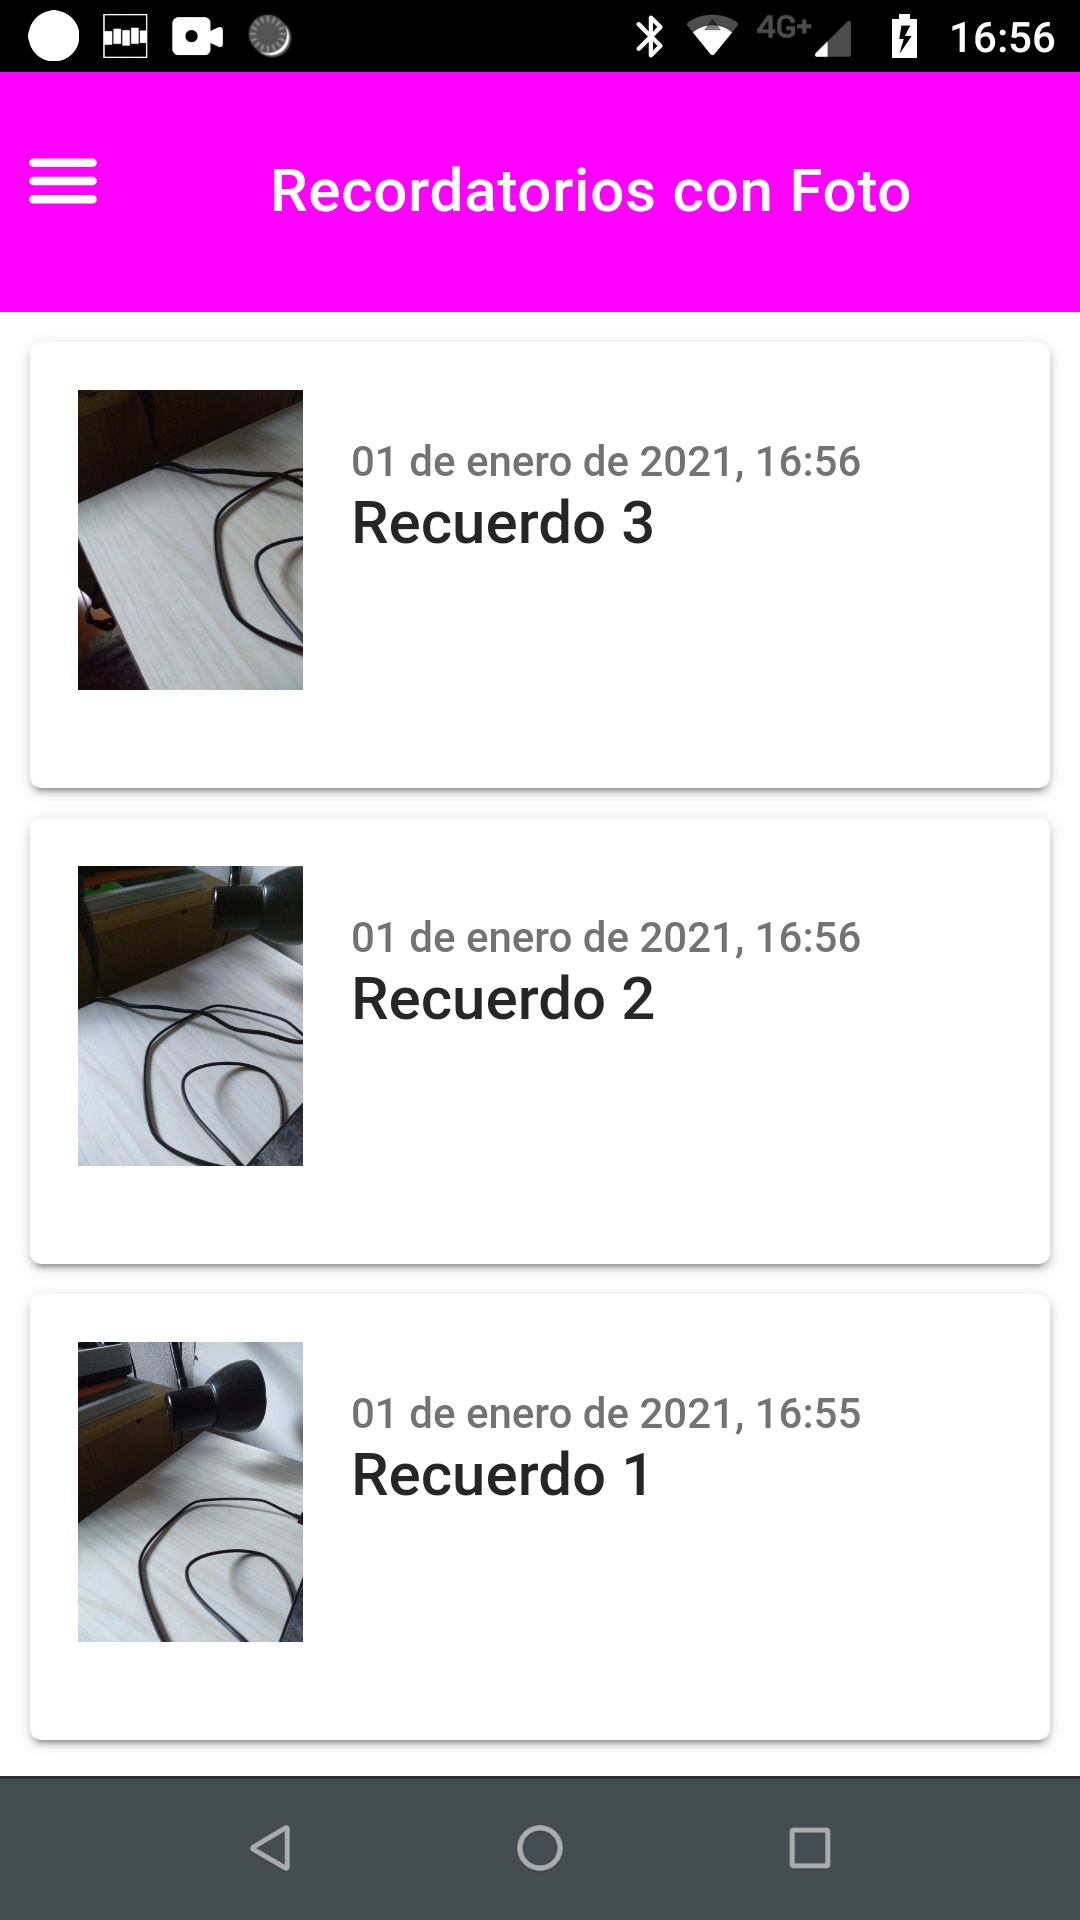 4G+ 16:56
Recordatorios con Foto
01 de enero de 2021, 16:56
Recuerdo 3
01 de enero de 2021, 16:56
Recuerdo 2
01 de enero de 2021, 16:55
Recuerdo 1